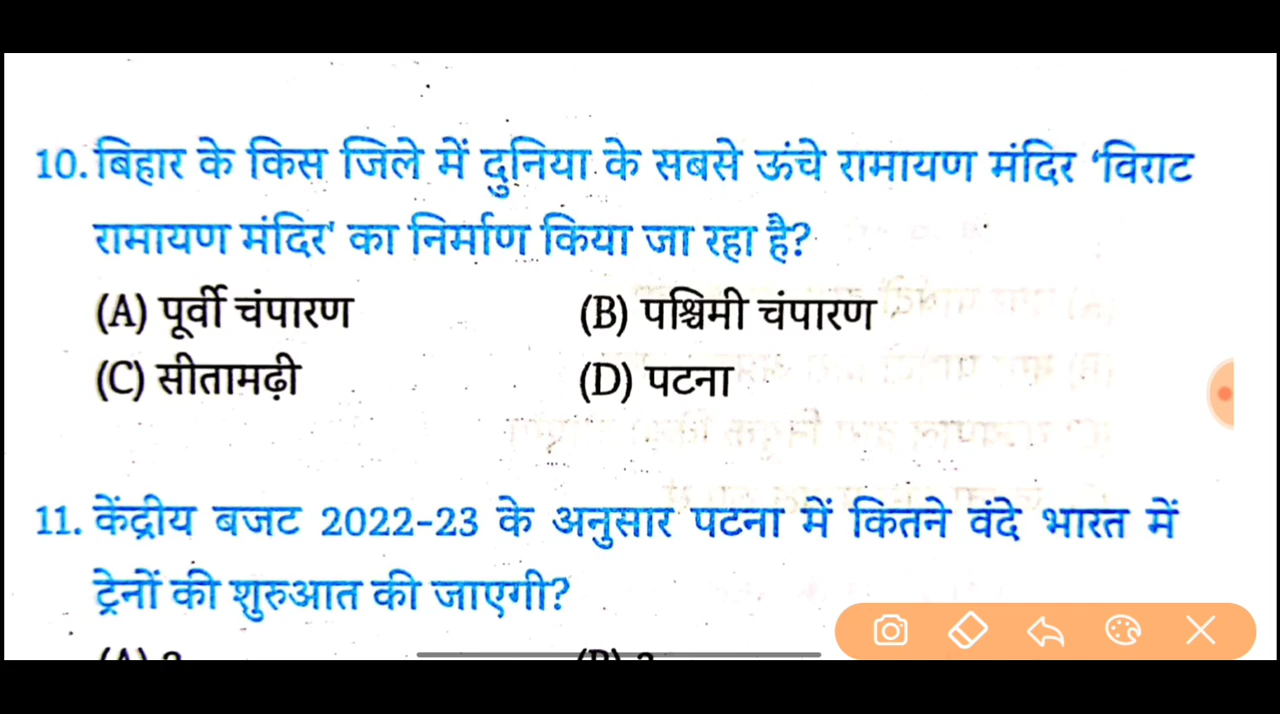 10. बिहार के किस जिले में दुनिया के सबसे ऊंचे रामायण मंदिर 'विराट
रामायण मंदिर' का निर्माण किया जा रहा है?
(A) पूर्वी चंपारण (B) पश्चिमी चंपारण
(C) सीतामढ़ी (D) पटना
11. केंद्रीय बजट 2022-23 के अनुसार पटना में कितने वंदे भारत में
ट्रेनों की शुरुआत की जाएगी?